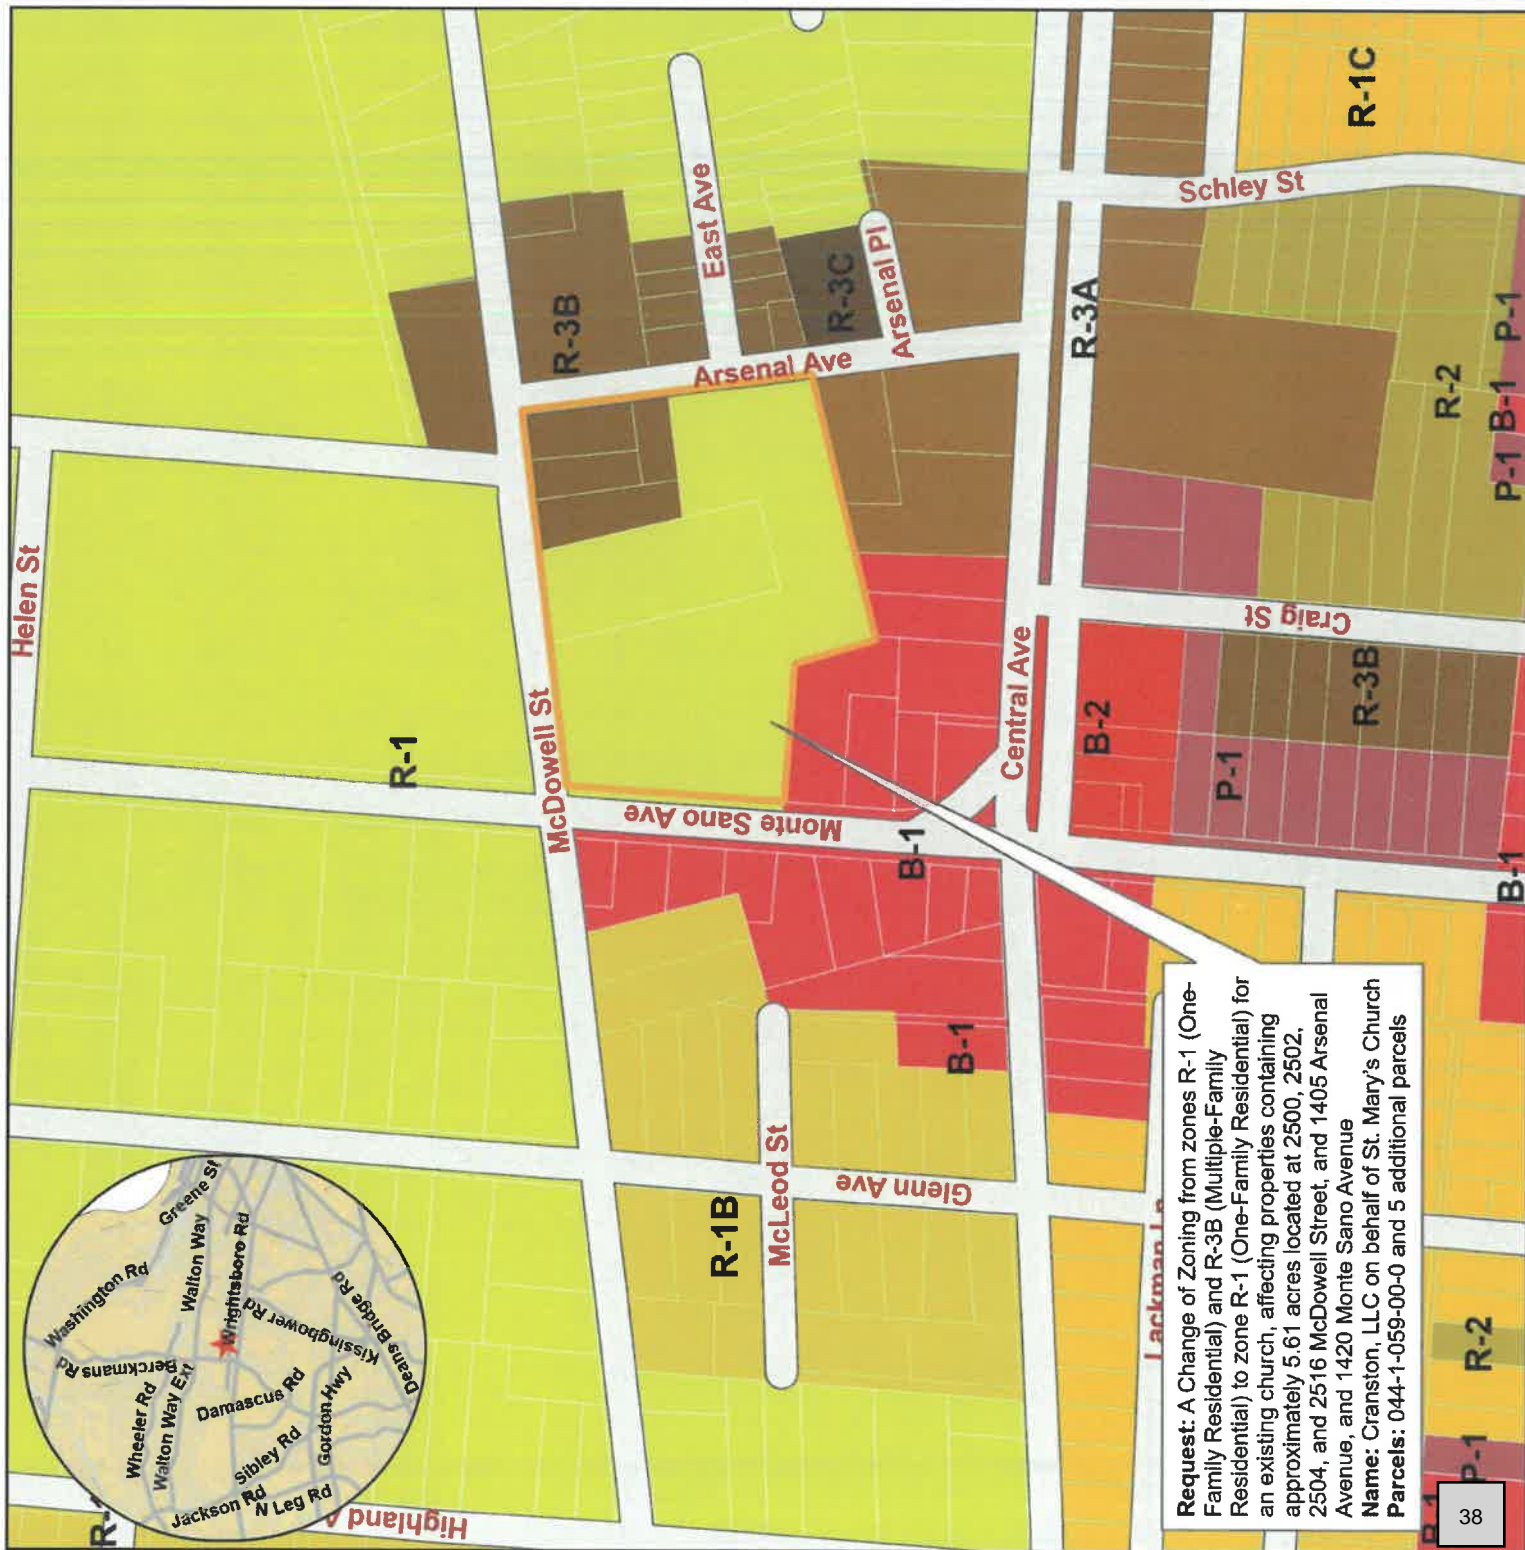 Helen St
R-1
McDowell St
R-3B
East Ave
R-3C
Arsenal Pl
Arsenal Ave
R-3A
Schley St
R-1C
R-2
P-1
B-1
P-1
Craig St
Central Ave
B-2
P-1
R-3B
Monte Sano Ave
B-1
B-1
B-1
R-1B
McLeod St
Glenn Ave
R-2
P-1
B-1
Highland A
Lackman Ln
Washington Rd
Greene St
Walton Way
Wrightsboro Rd
Berckmans Rd
Kissingbower Rd
Deans Bridge Rd
Wheeler Rd
Walton Way Ext
Damascus Rd
Gordon Hwy
Sibley Rd
Jackson Rd
N Leg Rd
Request: A Change of Zoning from zones R-1 (One-
Family Residential) and R-3B (Multiple-Family
Residential) to zone R-1 (One-Family Residential) for
an existing church, affecting properties containing
approximately 5.61 acres located at 2500, 2502,
2504, and 2516 McDowell Street, and 1405 Arsenal
Avenue, and 1420 Monte Sano Avenue
Name: Cranston, LLC on behalf of St. Mary's Church
Parcels: 044-1-059-00-0 and 5 additional parcels
38